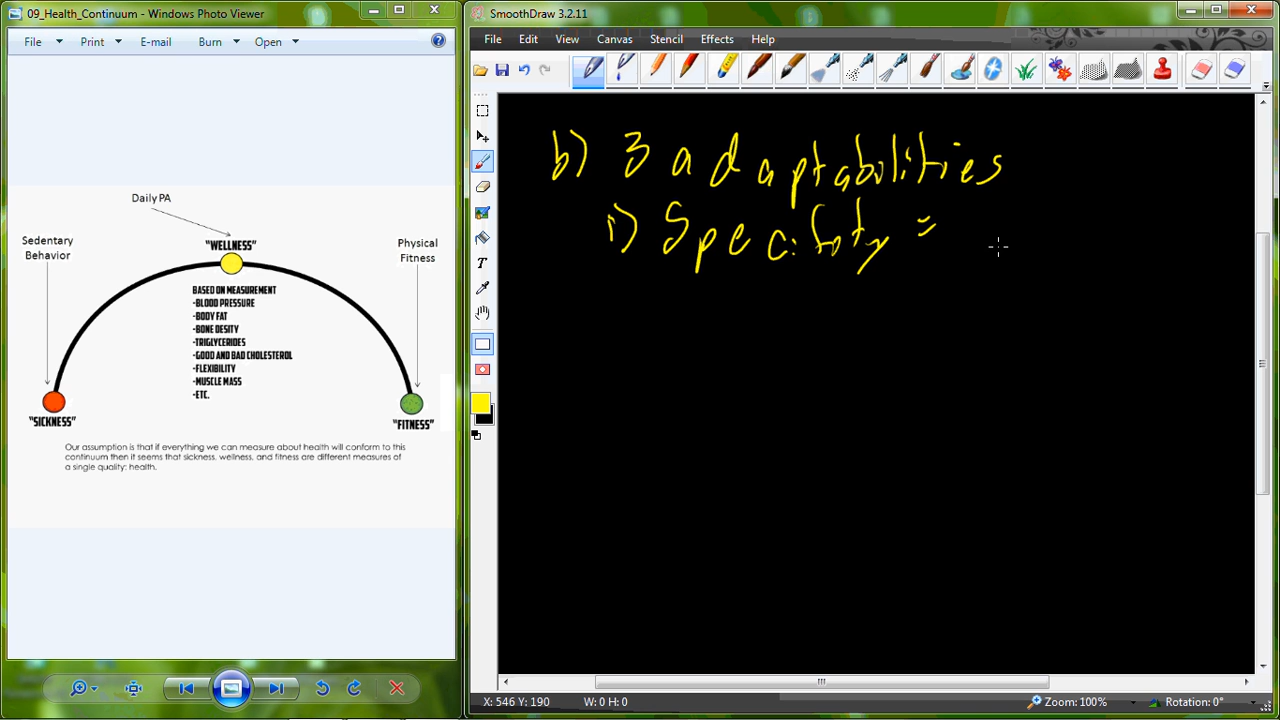 09_Health_Continuum - Windows Photo Viewer
File Print E-mail Burn Open
Daily PA
Sedentary
Behavior
"WELLNESS"
Physical
Fitness
BASED ON MEASUREMENT
-BLOOD PRESSURE
-BODY FAT
-BONE DESITY
-TRIGLYCERIDES
-GOOD AND BAD CHOLESTEROL
-FLEXIBILITY
-MUSCLE MASS
-ETC.
"SICKNESS"
"FITNESS"
Our assumption is that if everything we can measure about health will conform to this
continuum then it seems that sickness, wellness, and fitness are different measures of
a single quality: health.
SmoothDraw 3.2.11
File Edit View Canvas Stencil Effects Help
b) 3 adaptabilities
1) Specifity =
X: 546 Y: 190 W: 0 H: 0 Zoom: 100% Rotation: 0°